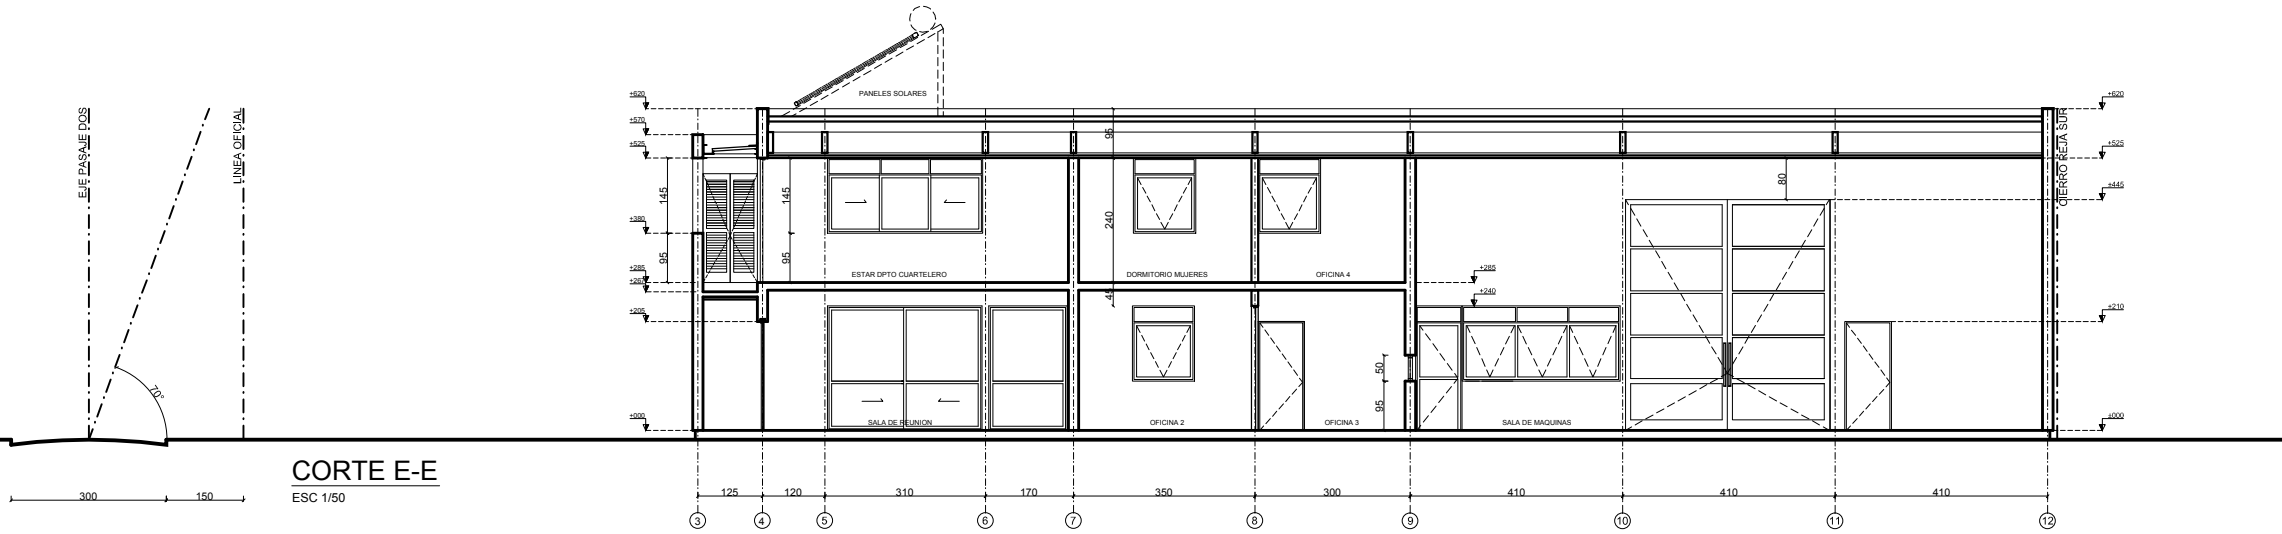 PANELES SOLARES
EJE PASAJE DOS
LINEA OFICIAL
70°
+620
+570
+525
+380
+285
+267
+205
+000
145
95
145
95
95
240
45
80
50
95
+285
+240
+620
+525
+445
+210
+000
CIERRO REJA SUR
ESTAR DPTO CUARTELERO
DORMITORIO MUJERES
OFICINA 4
SALA DE REUNION
OFICINA 2
OFICINA 3
SALA DE MAQUINAS
CORTE E-E
ESC 1/50
300 150
125 120 310 170 350 300 410 410 410
3 4 5 6 7 8 9 10 11 12